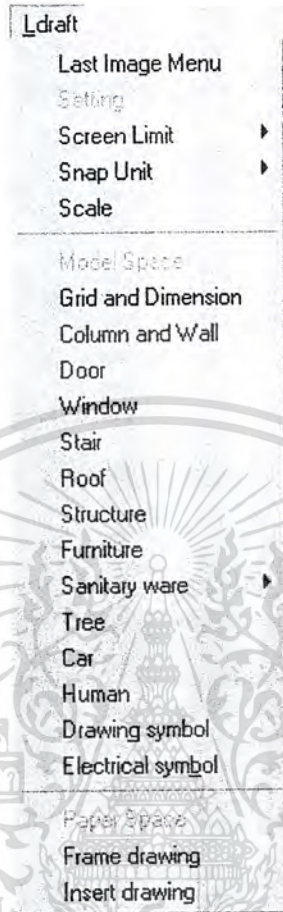 Ldraft
Last Image Menu
Setting
Screen Limit
Snap Unit
Scale
Model Space
Grid and Dimension
Column and Wall
Door
Window
Stair
Roof
Structure
Furniture
Sanitary ware
Tree
Car
Human
Drawing symbol
Electrical symbol
Paper Space
Frame drawing
Insert drawing